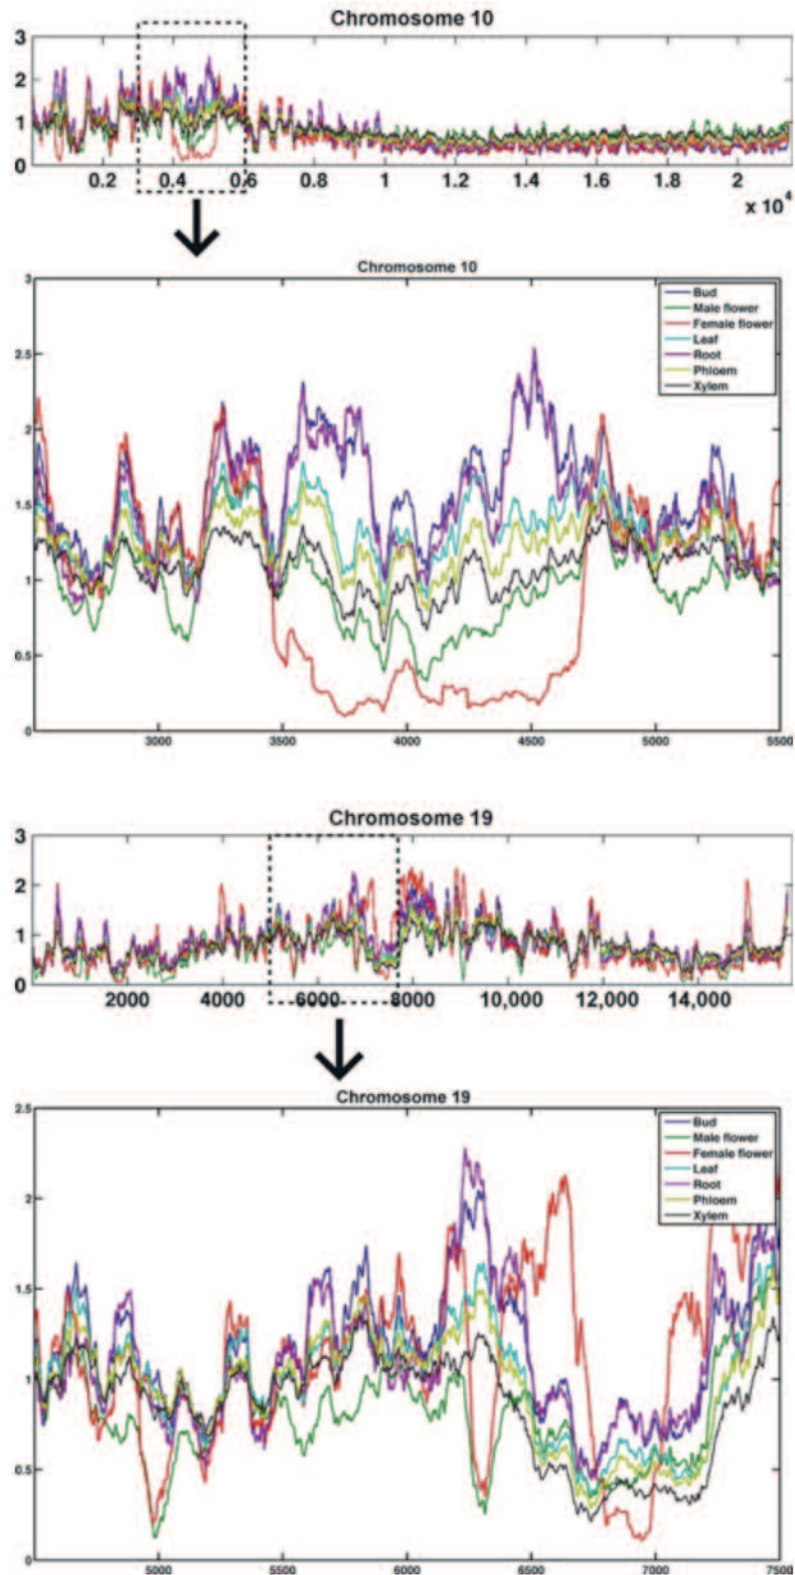 Chromosome 10
3
2
1
0
0.2 0.4 0.6 0.8 1 1.2 1.4 1.6 1.8 2
x 10⁴
Chromosome 10
3
Bud
Male flower
Female flower
Leaf
Root
Phloem
Xylem
2.5
2
1.5
1
0.5
0
3000 3500 4000 4500 5000 5500
Chromosome 19
3
2
1
0
2000 4000 6000 8000 10,000 12,000 14,000
Chromosome 19
2.5
Bud
Male flower
Female flower
Leaf
Root
Phloem
Xylem
2
1.5
1
0.5
0
5000 5500 6000 6500 7000 7500